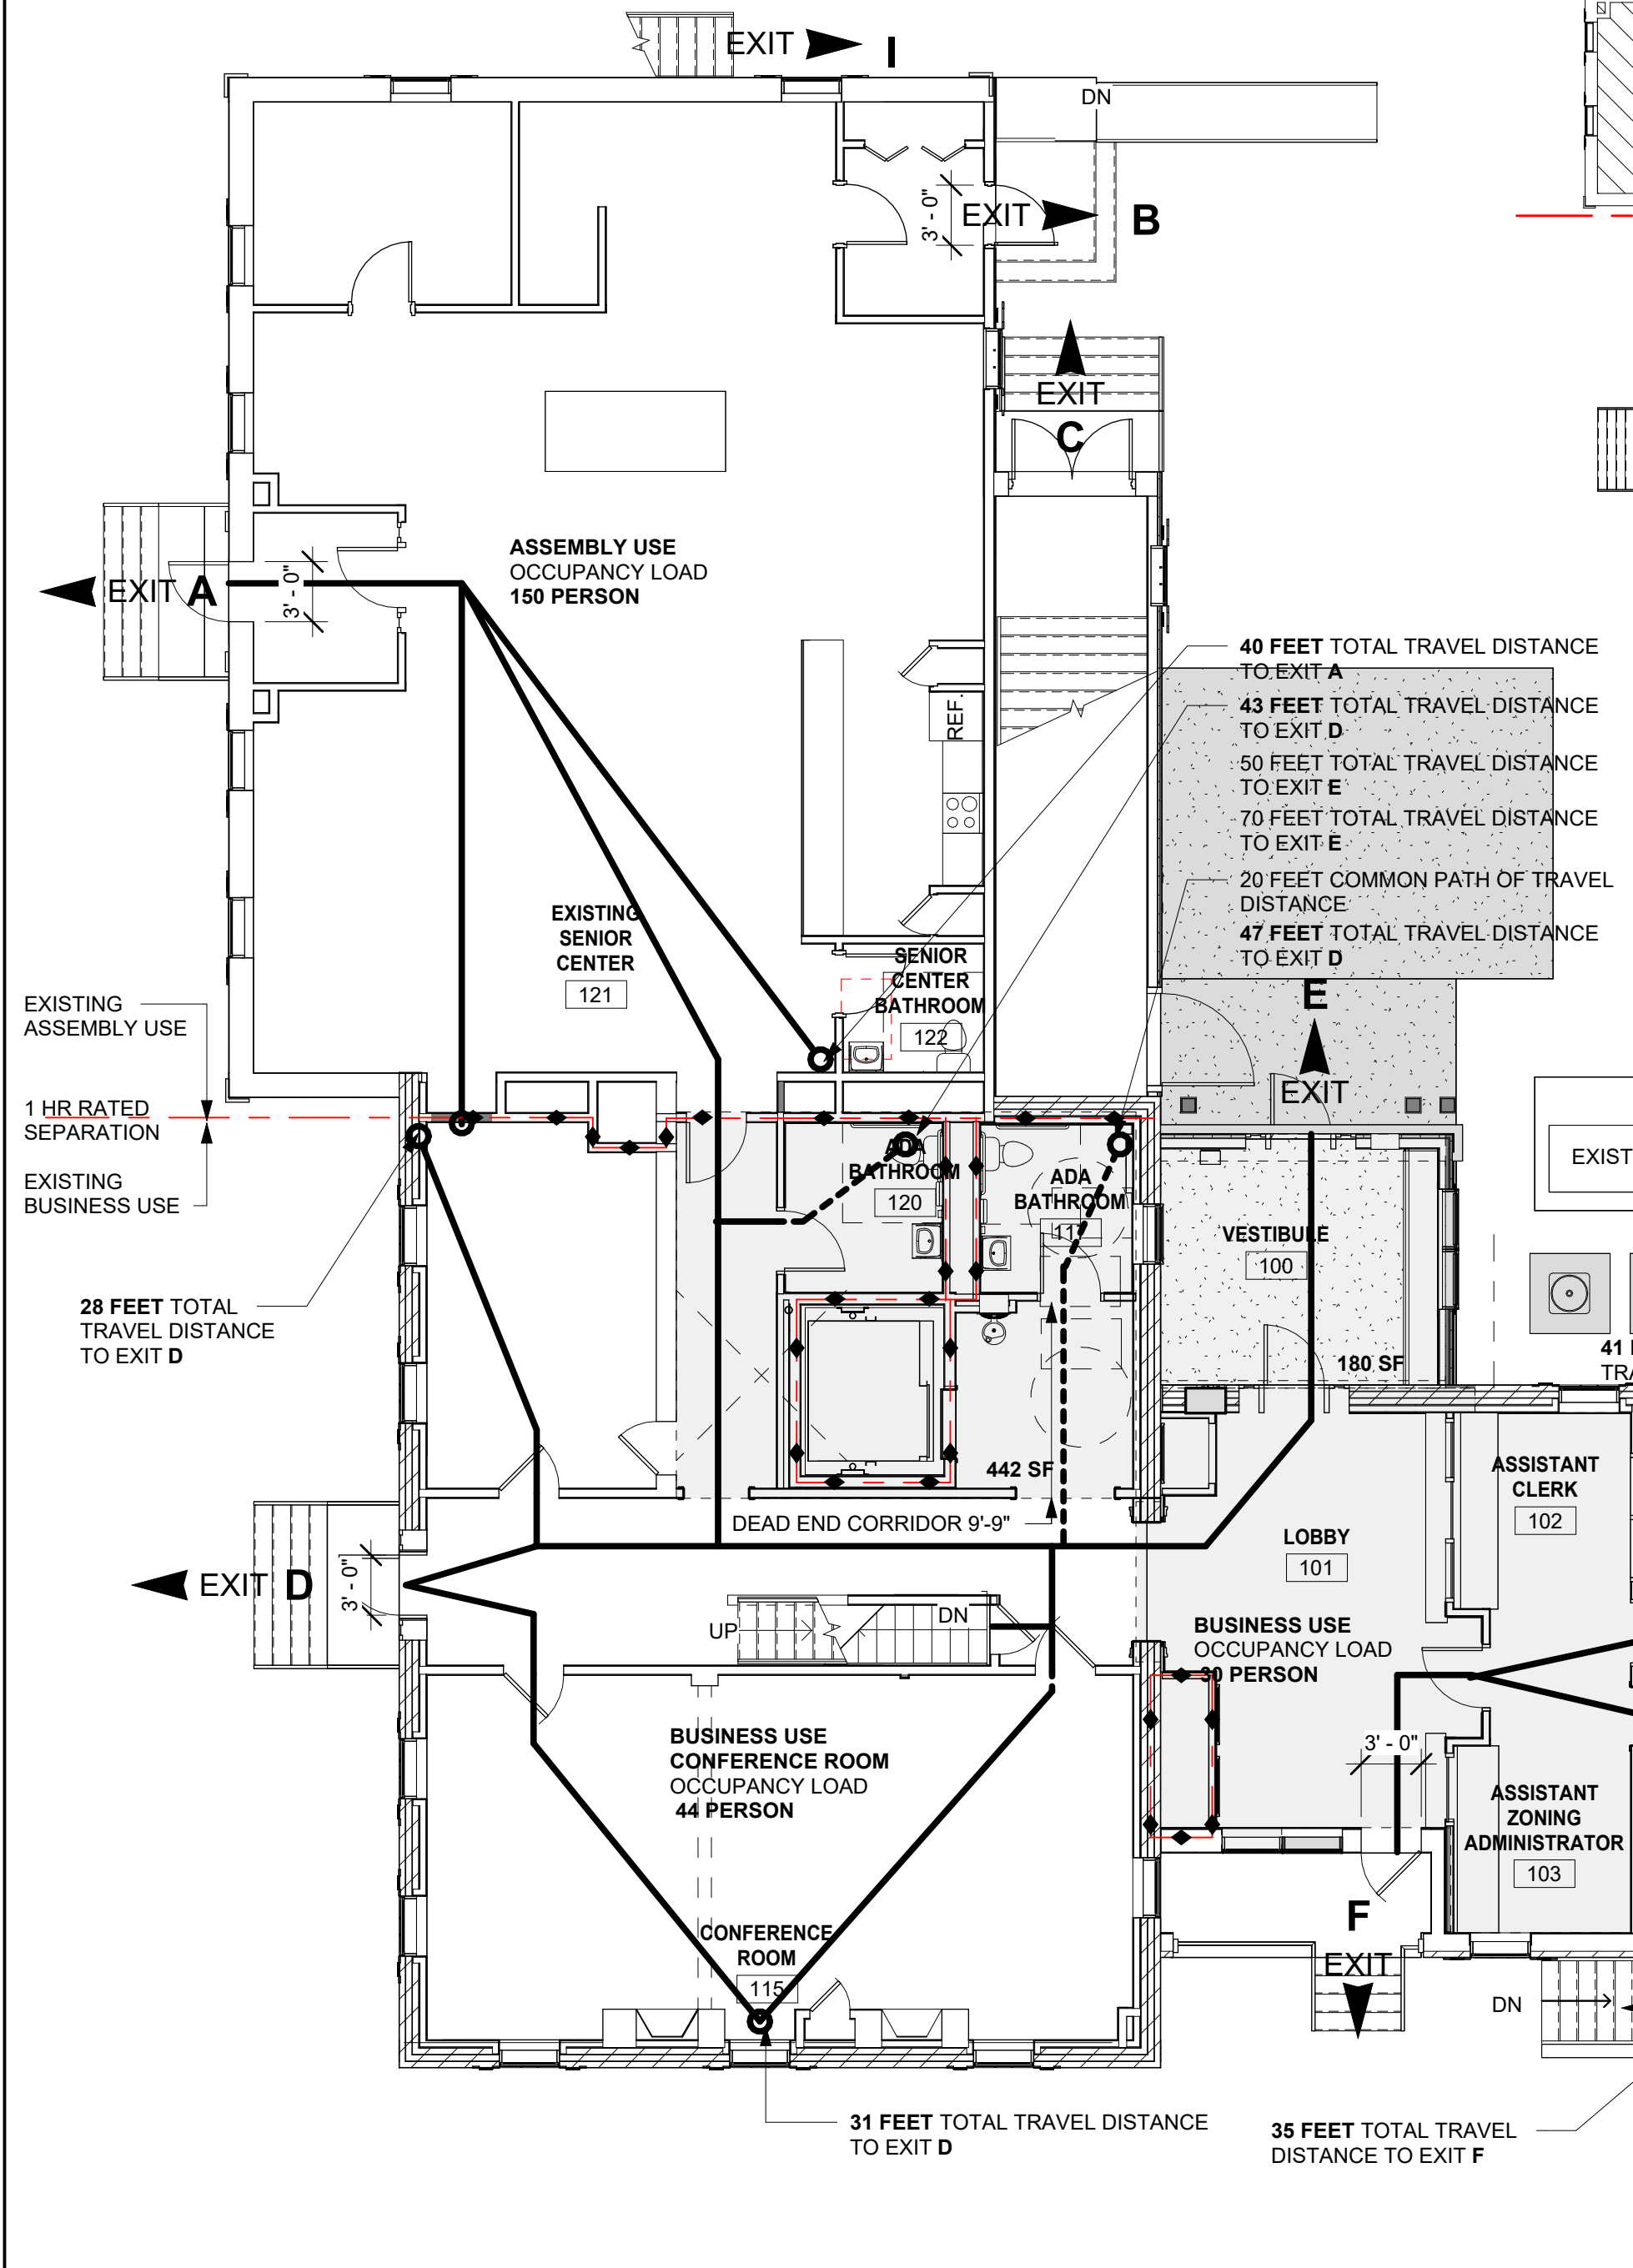 EXIT I
DN
3' - 0"
EXIT B
EXIT
C
ASSEMBLY USE
OCCUPANCY LOAD
150 PERSON
EXIT A
3' - 0"
40 FEET TOTAL TRAVEL DISTANCE
TO EXIT A
43 FEET TOTAL TRAVEL DISTANCE
TO EXIT D
50 FEET TOTAL TRAVEL DISTANCE
TO EXIT E
70 FEET TOTAL TRAVEL DISTANCE
TO EXIT E
20 FEET COMMON PATH OF TRAVEL
DISTANCE
47 FEET TOTAL TRAVEL DISTANCE
TO EXIT D
REF.
EXISTING
SENIOR
CENTER
121
SENIOR
CENTER
BATHROOM
122
E
EXIT
EXISTING
ASSEMBLY USE
1 HR RATED
SEPARATION
EXISTING
BUSINESS USE
ADA
BATHROOM
120
ADA
BATHROOM
VESTIBULE
100
180 SF
EXIST
28 FEET TOTAL
TRAVEL DISTANCE
TO EXIT D
41
TRA
442 SF
DEAD END CORRIDOR 9'-9"
ASSISTANT
CLERK
102
LOBBY
101
EXIT D
3' - 0"
UP
DN
BUSINESS USE
OCCUPANCY LOAD
30 PERSON
BUSINESS USE
CONFERENCE ROOM
OCCUPANCY LOAD
44 PERSON
3' - 0"
ASSISTANT
ZONING
ADMINISTRATOR
103
CONFERENCE
ROOM
115
F
EXIT
DN
31 FEET TOTAL TRAVEL DISTANCE
TO EXIT D
35 FEET TOTAL TRAVEL
DISTANCE TO EXIT F